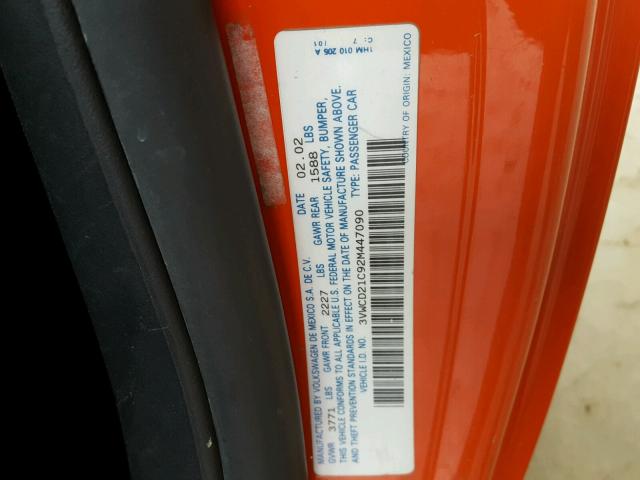 1HM 010 205 A
C: 7 / 01
MANUFACTURED BY VOLKSWAGEN DE MEXICO S.A. DE C.V. DATE 02.02
GVWR 3771 LBS GAWR FRONT 2227 LBS GAWR REAR 1588 LBS
THIS VEHICLE CONFORMS TO ALL APPLICABLE U.S. FEDERAL MOTOR VEHICLE SAFETY, BUMPER,
AND THEFT PREVENTION STANDARDS IN EFFECT ON THE DATE OF MANUFACTURE SHOWN ABOVE.
VEHICLE I.D. NO. 3VWCD21C92M447090 TYPE: PASSENGER CAR
COUNTRY OF ORIGIN: MEXICO